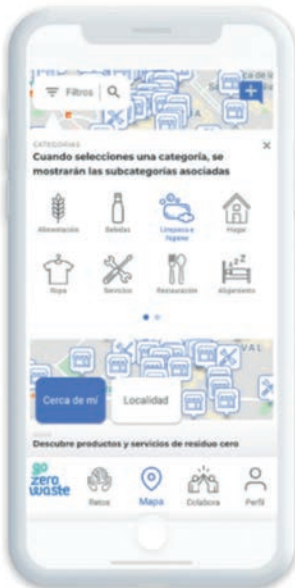 Filtros
CATEGORÍAS
Cuando selecciones una categoría, se
mostrarán las subcategorías asociadas
Alimentación
Bebidas
Limpieza e
higiene
Hogar
Ropa
Servicios
Restauración
Alojamiento
VAL
Cerca de mí
Localidad
Descubre productos y servicios de residuo cero
go
zero
waste
Retos
Mapa
Colabora
Perfil